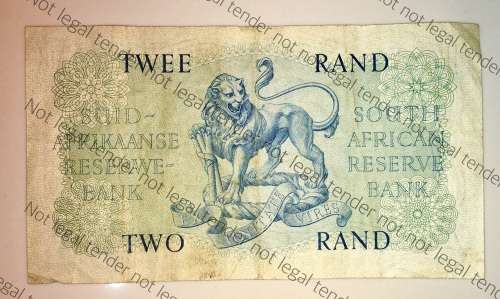 TWEE RAND
SUID- SOUTH
AFRIKAANSE AFRICAN
RESERWE- RESERVE
BANK BANK
VIRES
TWO RAND
Not legal tender not legal tender not legal tender